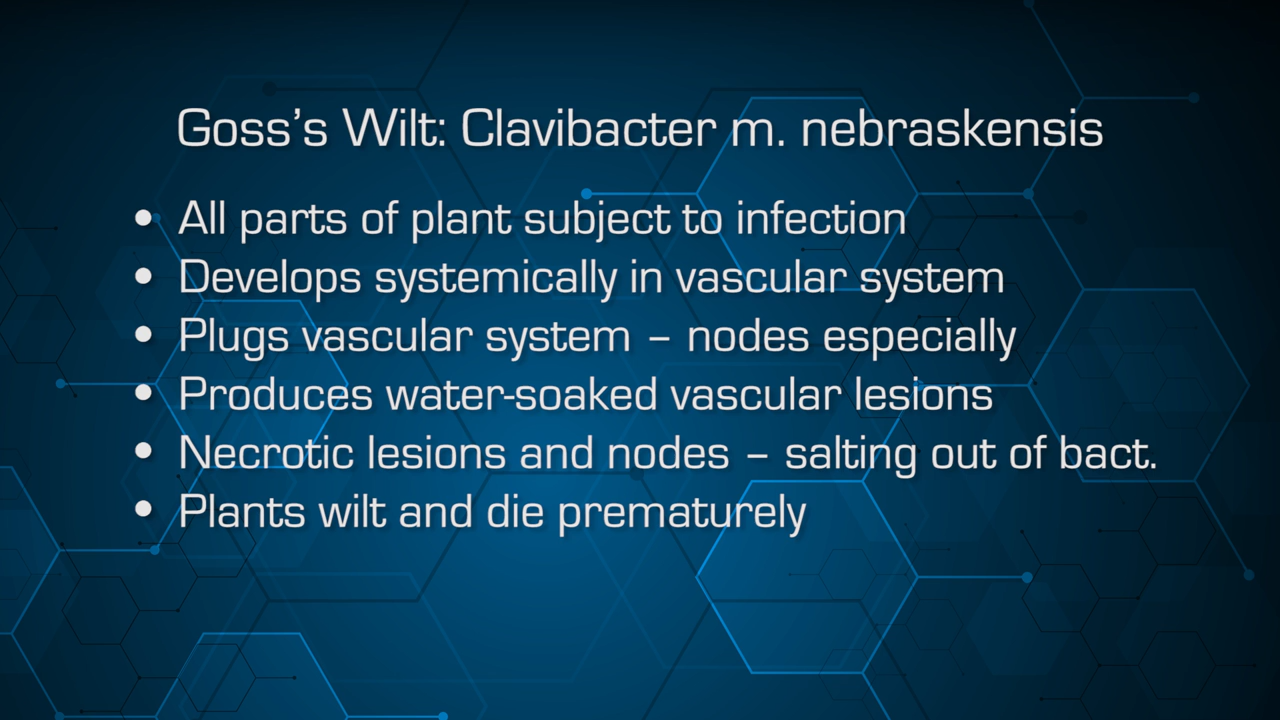 Goss’s Wilt: Clavibacter m. nebraskensis
• All parts of plant subject to infection
• Develops systemically in vascular system
• Plugs vascular system – nodes especially
• Produces water-soaked vascular lesions
• Necrotic lesions and nodes – salting out of bact.
• Plants wilt and die prematurely